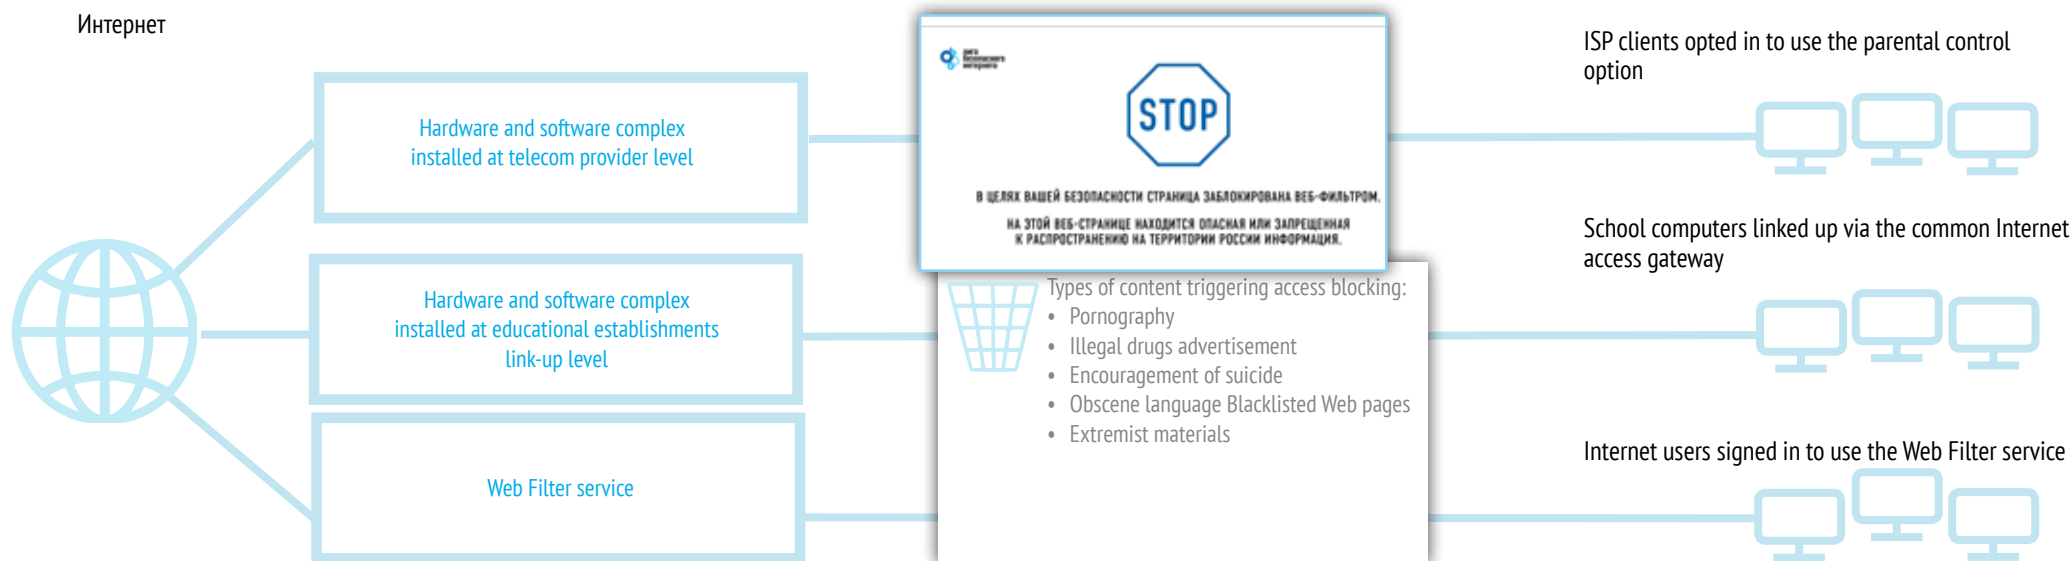 Интернет
Hardware and software complex
installed at telecom provider level
Hardware and software complex
installed at educational establishments
link-up level
Web Filter service
лига
безопасного
интернета
STOP
В ЦЕЛЯХ ВАШЕЙ БЕЗОПАСНОСТИ СТРАНИЦА ЗАБЛОКИРОВАНА ВЕБ-ФИЛЬТРОМ.
НА ЭТОЙ ВЕБ-СТРАНИЦЕ НАХОДИТСЯ ОПАСНАЯ ИЛИ ЗАПРЕЩЕННАЯ
К РАСПРОСТРАНЕНИЮ НА ТЕРРИТОРИИ РОССИИ ИНФОРМАЦИЯ.
Types of content triggering access blocking:
• Pornography
• Illegal drugs advertisement
• Encouragement of suicide
• Obscene language Blacklisted Web pages
• Extremist materials
ISP clients opted in to use the parental control
option
School computers linked up via the common Internet
access gateway
Internet users signed in to use the Web Filter service